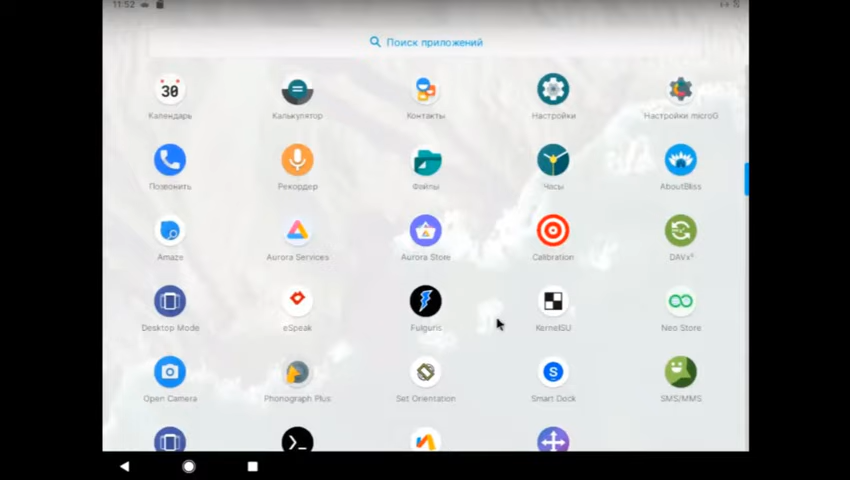 11:52
Поиск приложений
30
Календарь Калькулятор Контакты Настройки Настройки microG
Позвонить Рекордер Файлы Часы AboutBliss
Amaze Aurora Services Aurora Store Calibration DAVx⁵
Desktop Mode eSpeak Fulguris KernelSU Neo Store
S
Open Camera Phonograph Plus Set Orientation Smart Dock SMS/MMS